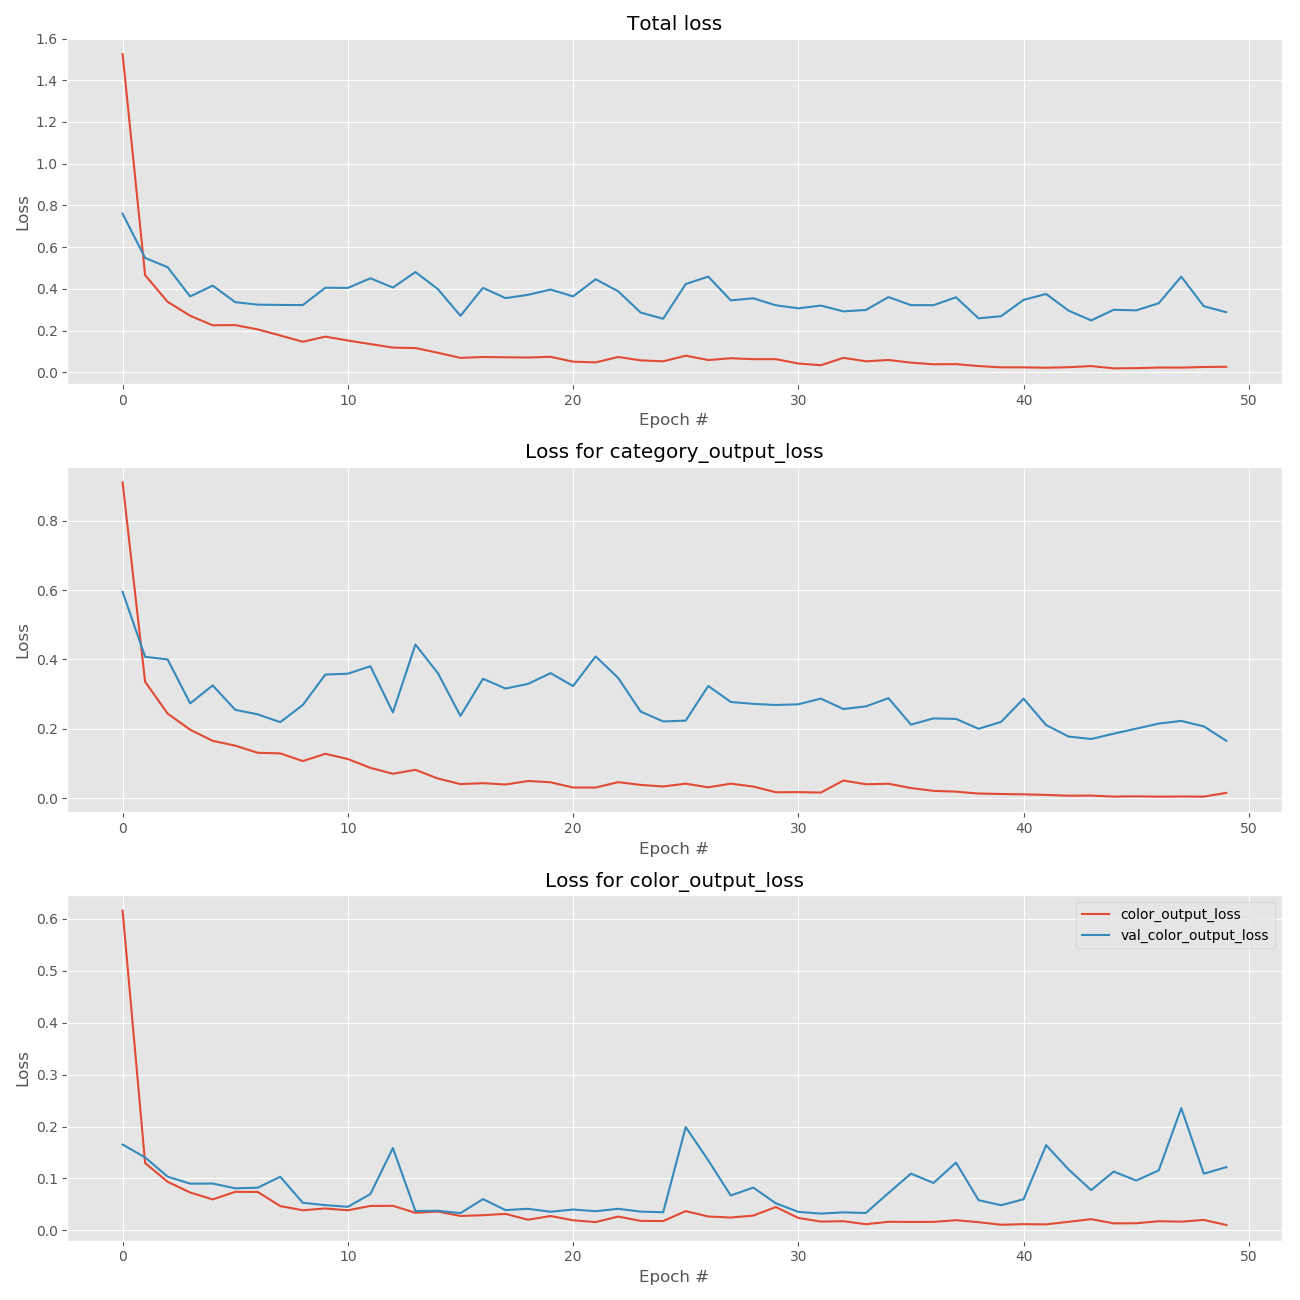 Total loss
1.6
1.4
1.2
1.0
0.8
0.6
0.4
0.2
0.0
Loss
0 10 20 30 40 50
Epoch #
Loss for category_output_loss
0.8
0.6
0.4
0.2
0.0
Loss
0 10 20 30 40 50
Epoch #
Loss for color_output_loss
color_output_loss
val_color_output_loss
0.6
0.5
0.4
0.3
0.2
0.1
0.0
Loss
0 10 20 30 40 50
Epoch #